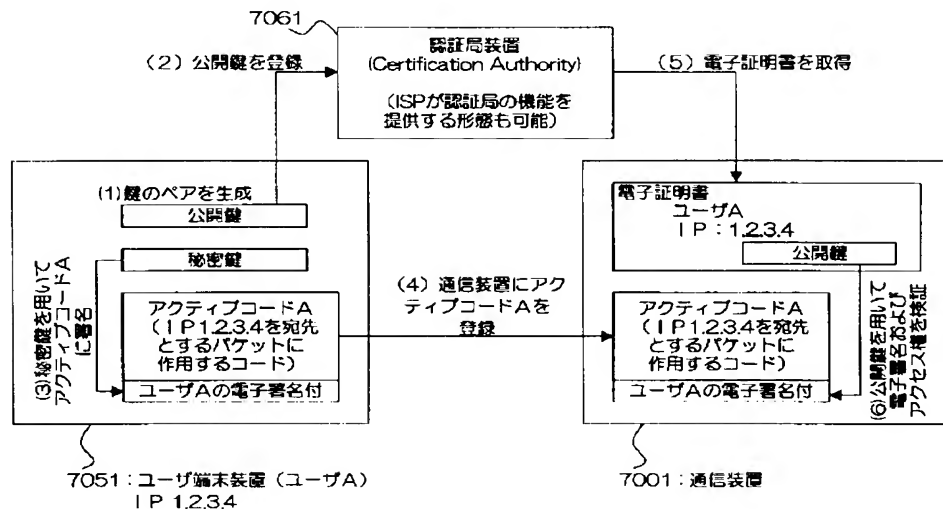 7061
認証局装置
(Certification Authority)
（ISPが認証局の機能を
提供する形態も可能）
（2）公開鍵を登録
（5）電子証明書を取得
(1)鍵のペアを生成
公開鍵
秘密鍵
(3)秘密鍵を用いて
アクティブコードA
に署名
アクティブコードA
（IP1.2.3.4を宛先
とするパケットに
作用するコード）
ユーザAの電子署名付
（4）通信装置にアク
ティブコードAを
登録
電子証明書
ユーザA
IP：1.2.3.4
公開鍵
アクティブコードA
（IP1.2.3.4を宛先
とするパケットに
作用するコード）
ユーザAの電子署名付
(6)公開鍵を用いて
電子署名および
アクセス権を検証
7051：ユーザ端末装置（ユーザA）
IP 1.2.3.4
7001：通信装置